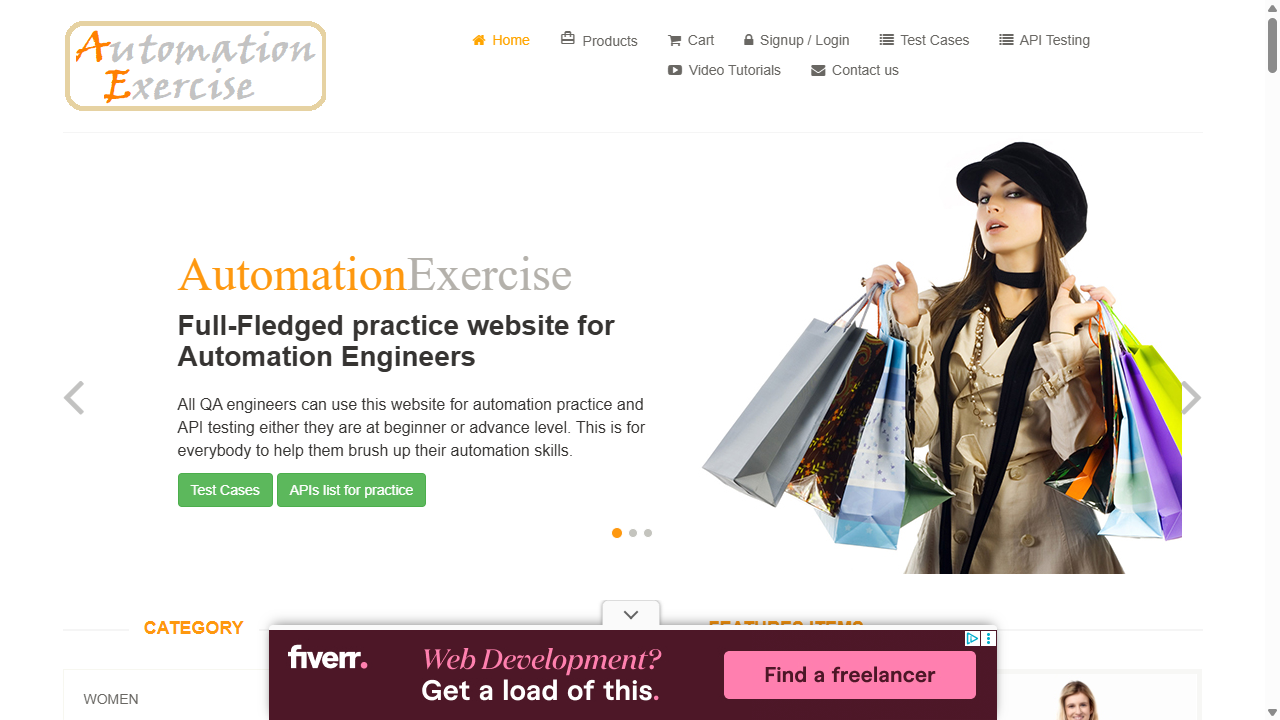 Automation
Exercise
Home
Products
Cart
Signup / Login
Test Cases
API Testing
Video Tutorials
Contact us
AutomationExercise
Full-Fledged practice website for
Automation Engineers
All QA engineers can use this website for automation practice and
API testing either they are at beginner or advance level. This is for
everybody to help them brush up their automation skills.
Test Cases
APIs list for practice
CATEGORY
FEATURES ITEMS
WOMEN
fiverr.
Web Development?
Get a load of this.
Find a freelancer